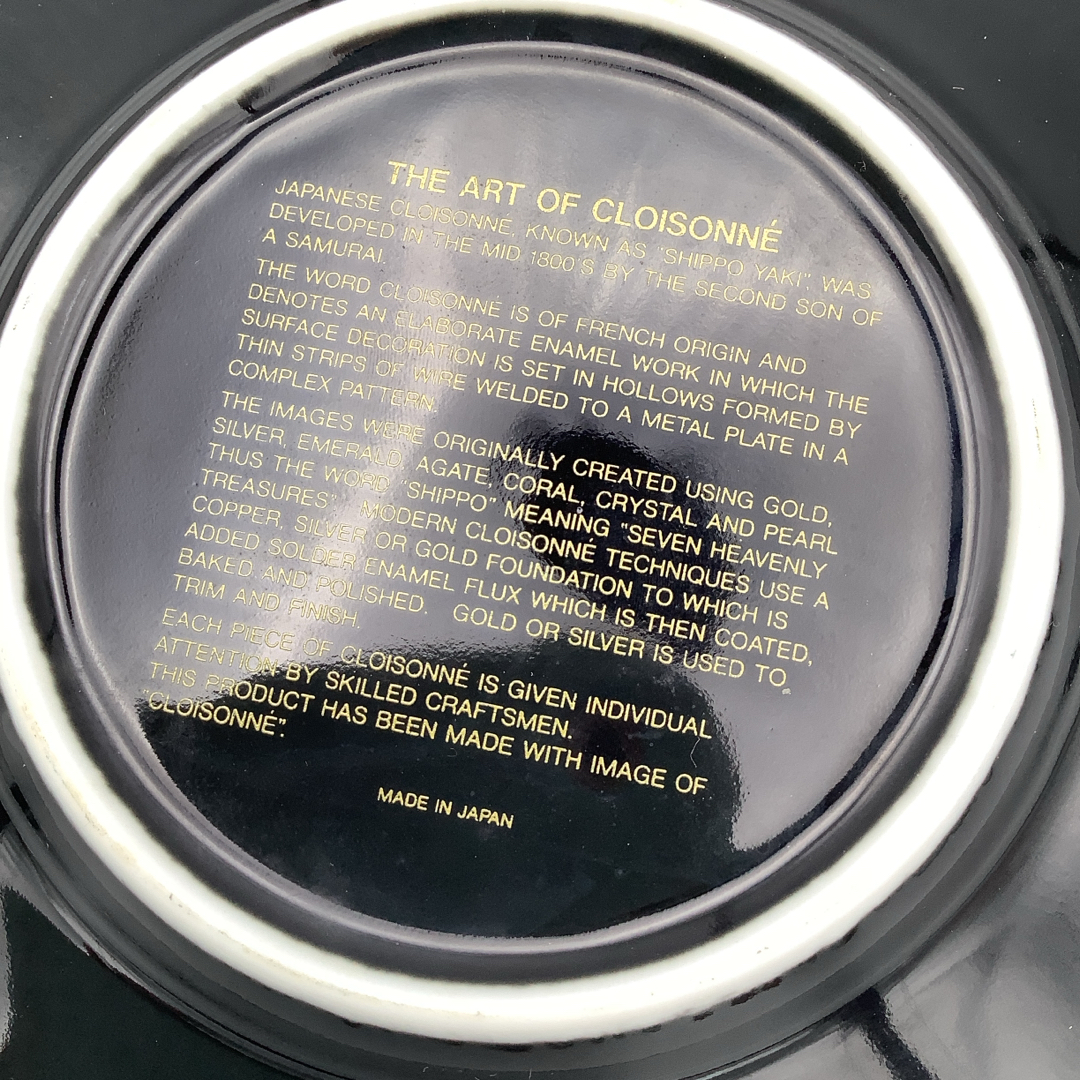 THE ART OF CLOISONNÉ
JAPANESE CLOISONNÉ, KNOWN AS "SHIPPO YAKI", WAS
DEVELOPED IN THE MID 1800'S BY THE SECOND SON OF
A SAMURAI.
THE WORD CLOISONNÉ IS OF FRENCH ORIGIN AND
DENOTES AN ELABORATE ENAMEL WORK IN WHICH THE
SURFACE DECORATION IS SET IN HOLLOWS FORMED BY
THIN STRIPS OF WIRE WELDED TO A METAL PLATE IN A
COMPLEX PATTERN.
THE IMAGES WERE ORIGINALLY CREATED USING GOLD,
SILVER, EMERALD, AGATE, CORAL, CRYSTAL AND PEARL
THUS THE WORD "SHIPPO" MEANING "SEVEN HEAVENLY
TREASURES". MODERN CLOISONNÉ TECHNIQUES USE A
COPPER, SILVER OR GOLD FOUNDATION TO WHICH IS
ADDED SOLDER ENAMEL FLUX WHICH IS THEN COATED,
BAKED AND POLISHED. GOLD OR SILVER IS USED TO
TRIM AND FINISH.
EACH PIECE OF CLOISONNÉ IS GIVEN INDIVIDUAL
ATTENTION BY SKILLED CRAFTSMEN.
THIS PRODUCT HAS BEEN MADE WITH IMAGE OF
"CLOISONNÉ".
MADE IN JAPAN